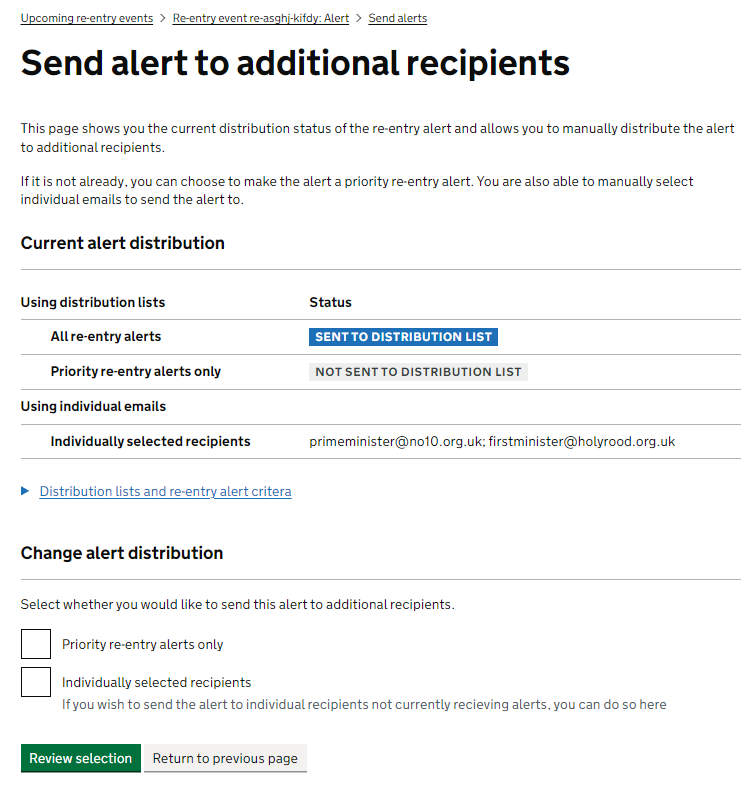 Upcoming re-entry events > Re-entry event re-asghj-kifdy: Alert > Send alerts
Send alert to additional recipients
This page shows you the current distribution status of the re-entry alert and allows you to manually distribute the alert
to additional recipients.
If it is not already, you can choose to make the alert a priority re-entry alert. You are also able to manually select
individual emails to send the alert to.
Current alert distribution
Using distribution lists Status
All re-entry alerts SENT TO DISTRIBUTION LIST
Priority re-entry alerts only NOT SENT TO DISTRIBUTION LIST
Using individual emails
Individually selected recipients primeminister@no10.org.uk; firstminister@holyrood.org.uk
Distribution lists and re-entry alert critera
Change alert distribution
Select whether you would like to send this alert to additional recipients.
Priority re-entry alerts only
Individually selected recipients
If you wish to send the alert to individual recipients not currently recieving alerts, you can do so here
Review selection Return to previous page